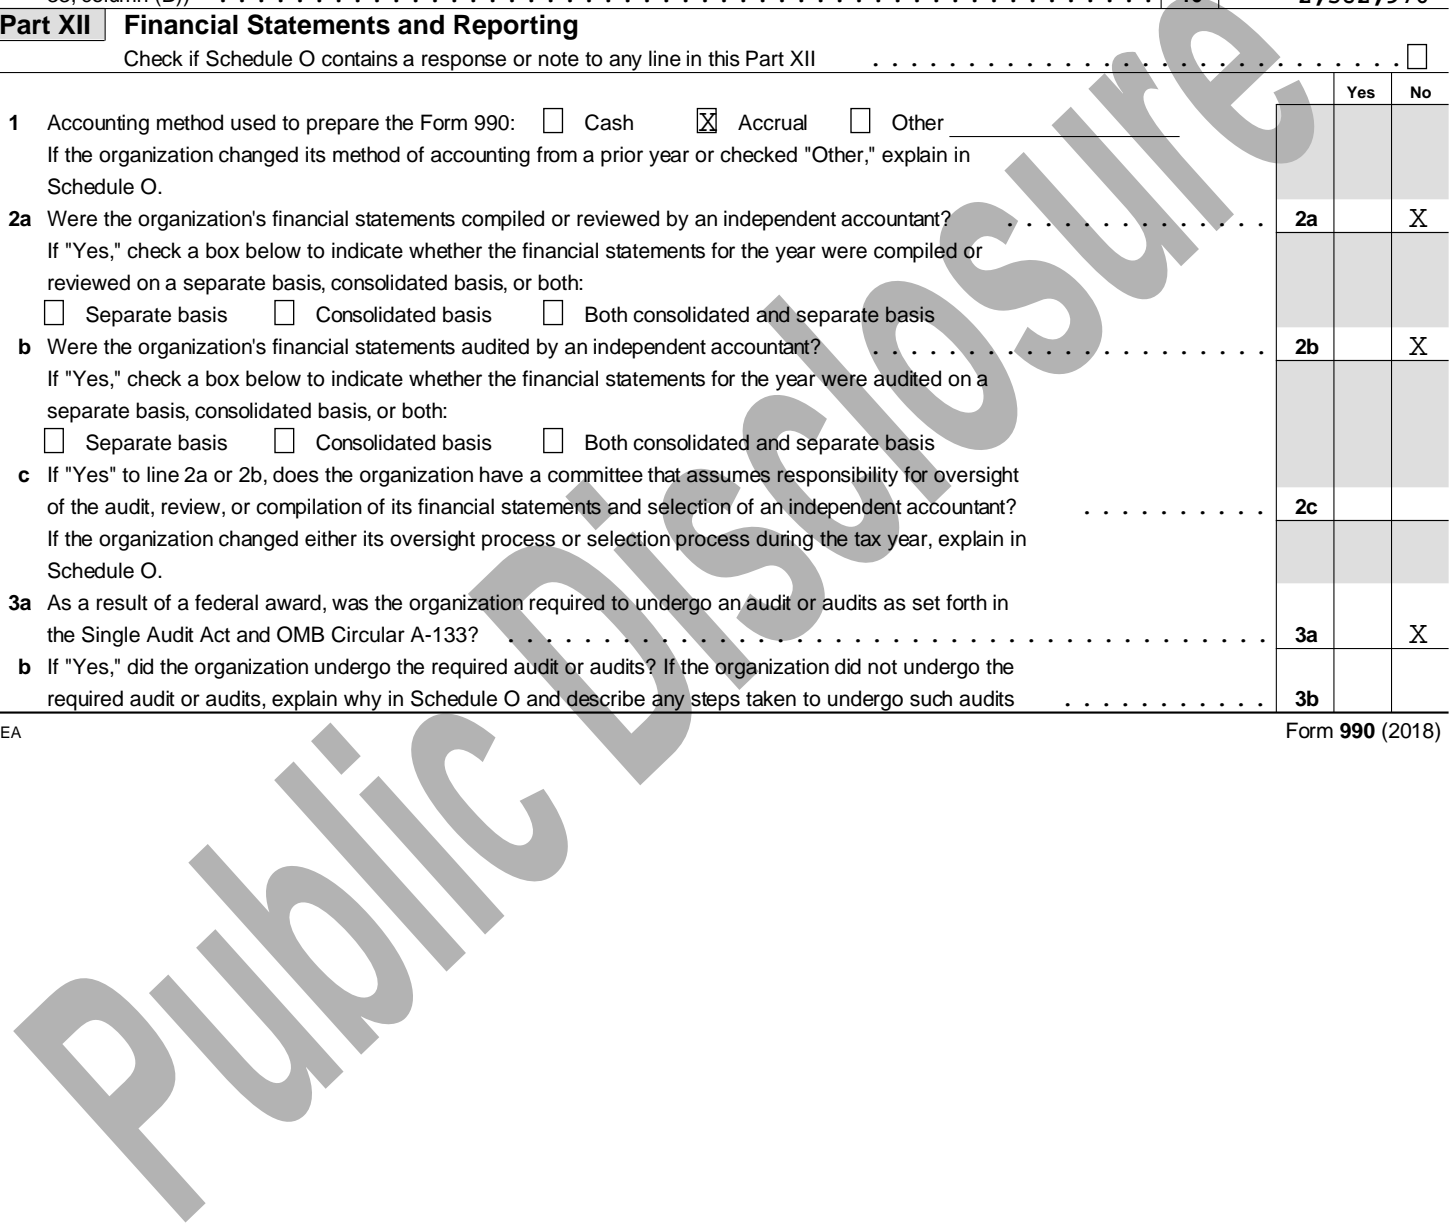 Part XII Financial Statements and Reporting
Check if Schedule O contains a response or note to any line in this Part XII . . . . . . . . . . . . . . . . . . . . . . . . . . . . . .
Yes No
1 Accounting method used to prepare the Form 990: Cash X Accrual Other
If the organization changed its method of accounting from a prior year or checked "Other," explain in
Schedule O.
2a Were the organization's financial statements compiled or reviewed by an independent accountant? . . . . . . . . . . . . . . . 2a X
If "Yes," check a box below to indicate whether the financial statements for the year were compiled or
reviewed on a separate basis, consolidated basis, or both:
Separate basis Consolidated basis Both consolidated and separate basis
b Were the organization's financial statements audited by an independent accountant? . . . . . . . . . . . . . . . . . . . . . . . 2b X
If "Yes," check a box below to indicate whether the financial statements for the year were audited on a
separate basis, consolidated basis, or both:
Separate basis Consolidated basis Both consolidated and separate basis
c If "Yes" to line 2a or 2b, does the organization have a committee that assumes responsibility for oversight
of the audit, review, or compilation of its financial statements and selection of an independent accountant? . . . . . . . . . . 2c
If the organization changed either its oversight process or selection process during the tax year, explain in
Schedule O.
3a As a result of a federal award, was the organization required to undergo an audit or audits as set forth in
the Single Audit Act and OMB Circular A-133? . . . . . . . . . . . . . . . . . . . . . . . . . . . . . . . . . . . . . . . . . . . 3a X
b If "Yes," did the organization undergo the required audit or audits? If the organization did not undergo the
required audit or audits, explain why in Schedule O and describe any steps taken to undergo such audits . . . . . . . . . . . 3b
EA Form 990 (2018)
Public Disclosure